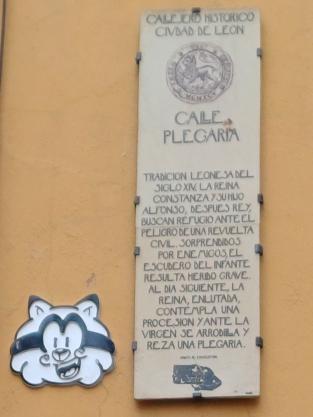 CALLEJERO HISTORICO
CIVDAD DE LEON
CALLE
PLEGARIA
TRADICION LEONESA DEL
SIGLO XIV. LA REINA
CONSTANZA Y SU HIJO
ALFONSO, DESPUES REY,
BUSCAN REFUGIO ANTE EL
PELIGRO DE UNA REVUELTA
CIVIL. SORPRENDIDOS
POR ENEMIGOS, EL
ESCUDERO DEL INFANTE
RESULTA HERIDO GRAVE.
AL DIA SIGUIENTE, LA
REINA, ENLUTADA,
CONTEMPLA UNA
PROCESION Y ANTE LA
VIRGEN SE ARRODILLA Y
REZA UNA PLEGARIA.